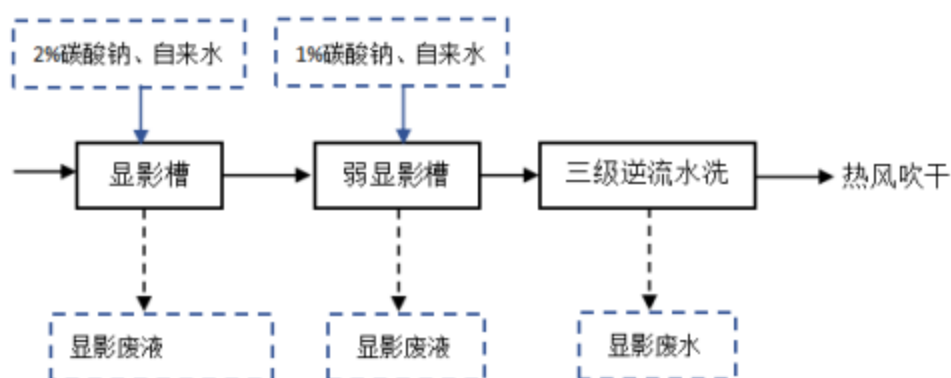 2%碳酸钠、自来水
1%碳酸钠、自来水
显影槽
弱显影槽
三级逆流水洗
热风吹干
显影废液
显影废液
显影废水